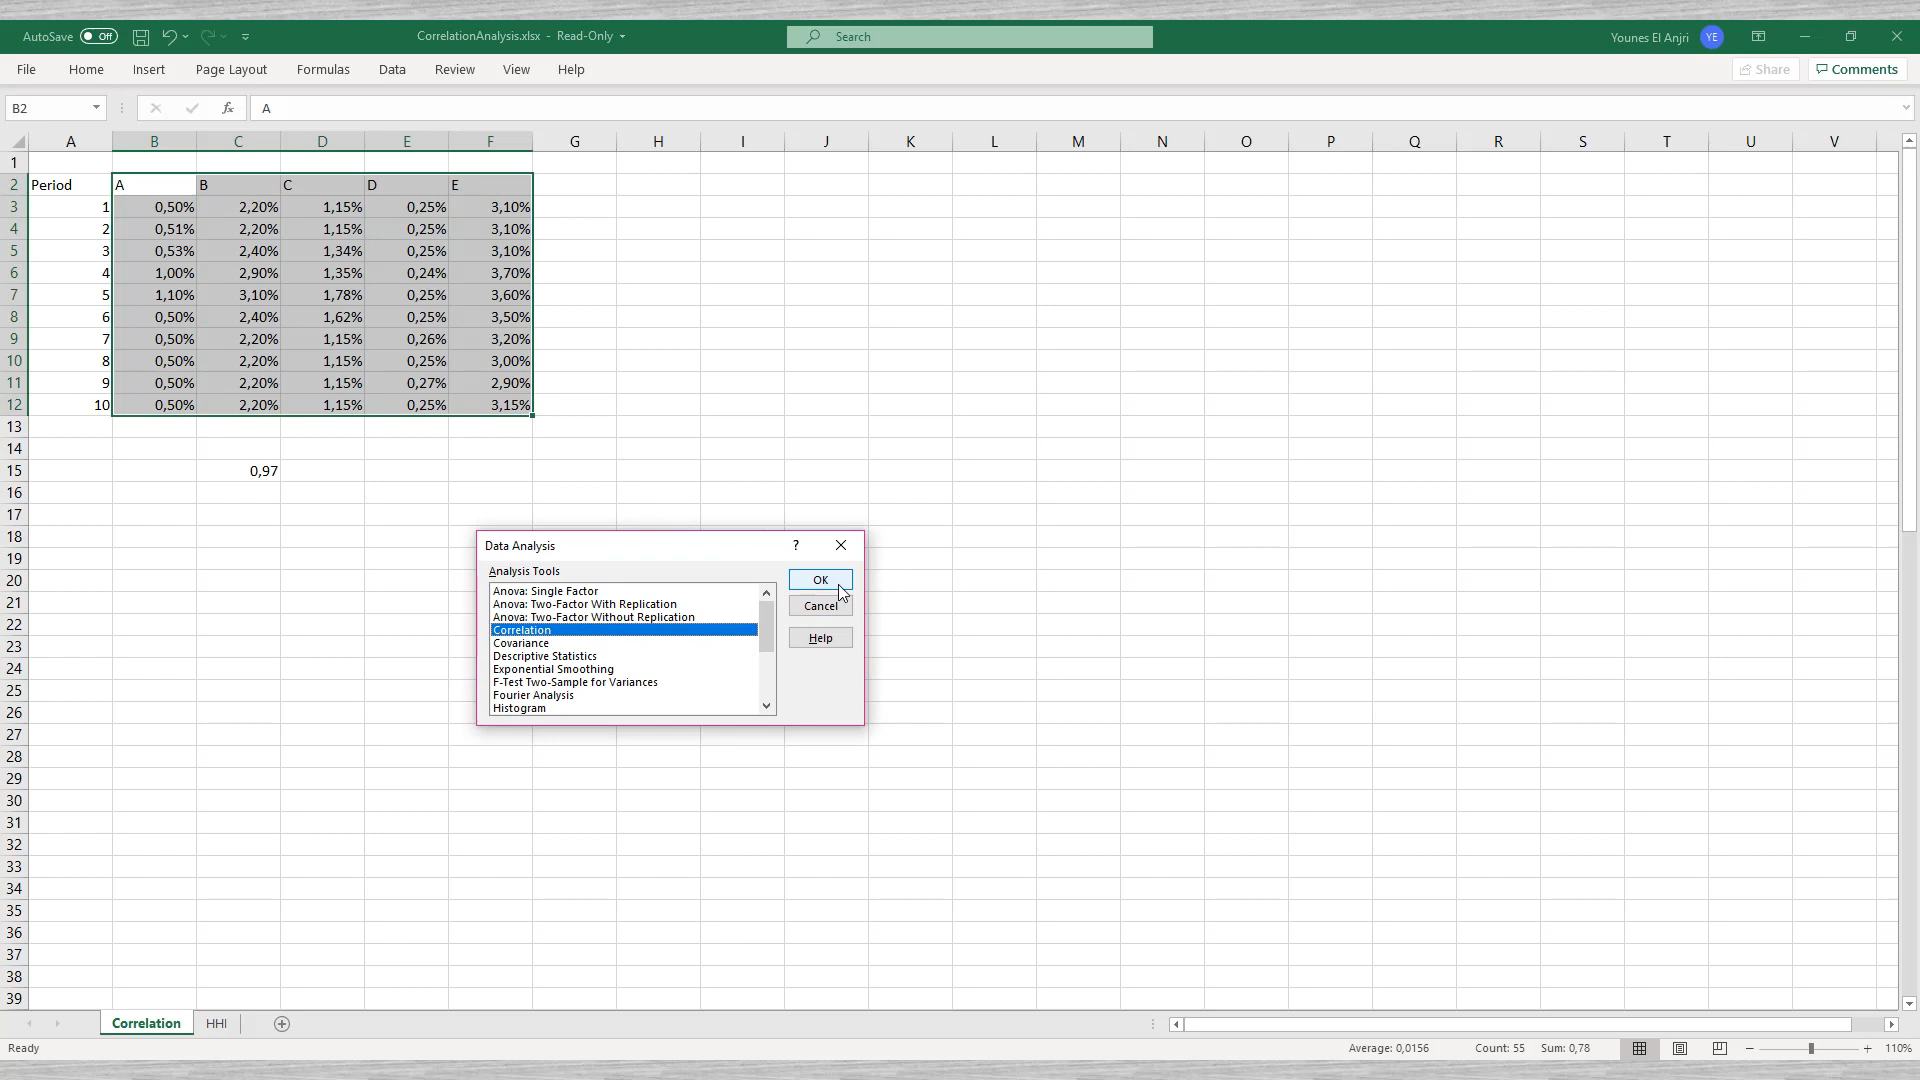 AutoSave Off CorrelationAnalysis.xlsx - Read-Only Search Younes El Anjri YE
File Home Insert Page Layout Formulas Data Review View Help Share Comments
B2 fx A
A B C D E F G H I J K L M N O P Q R S T U V
1
2 Period A B C D E
3 1 0,50% 2,20% 1,15% 0,25% 3,10%
4 2 0,51% 2,20% 1,15% 0,25% 3,10%
5 3 0,53% 2,40% 1,34% 0,25% 3,10%
6 4 1,00% 2,90% 1,35% 0,24% 3,70%
7 5 1,10% 3,10% 1,78% 0,25% 3,60%
8 6 0,50% 2,40% 1,62% 0,25% 3,50%
9 7 0,50% 2,20% 1,15% 0,26% 3,20%
10 8 0,50% 2,20% 1,15% 0,25% 3,00%
11 9 0,50% 2,20% 1,15% 0,27% 2,90%
12 10 0,50% 2,20% 1,15% 0,25% 3,15%
13
14
15 0,97
16
17
18
19
20
21
22
23
24
25
26
27
28
29
30
31
32
33
34
35
36
37
38
39
Data Analysis ?
Analysis Tools
Anova: Single Factor
Anova: Two-Factor With Replication
Anova: Two-Factor Without Replication
Correlation
Covariance
Descriptive Statistics
Exponential Smoothing
F-Test Two-Sample for Variances
Fourier Analysis
Histogram
OK
Cancel
Help
Correlation HHI
Ready Average: 0,0156 Count: 55 Sum: 0,78 110%